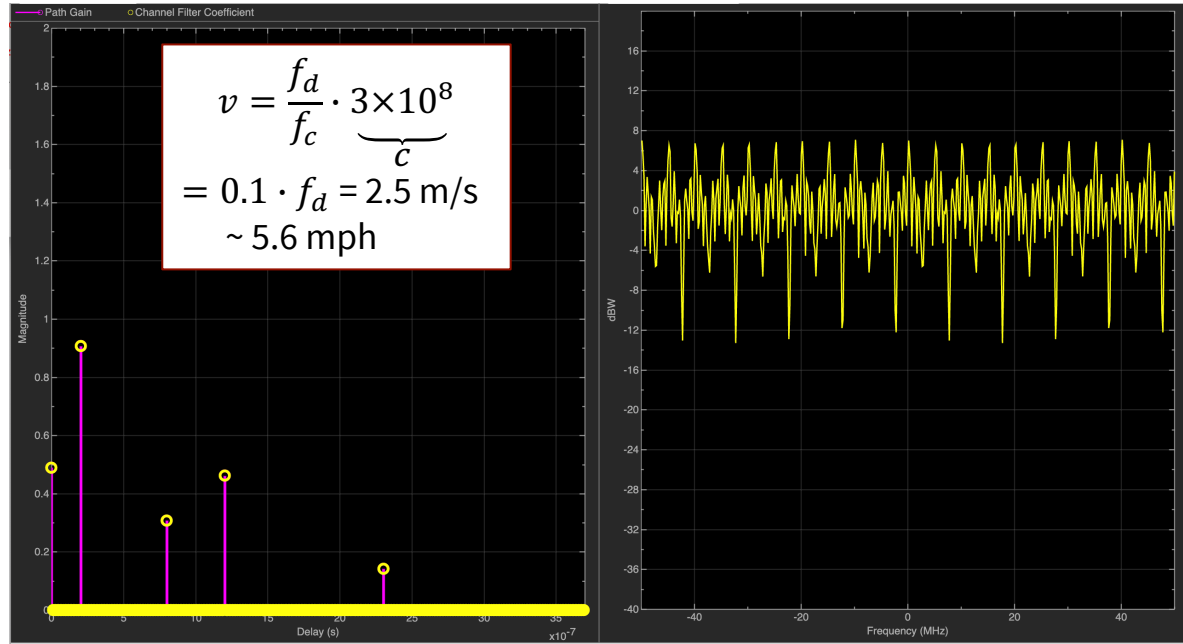 Path Gain Channel Filter Coefficient
v = f_d / f_c · 3×10^8
c
= 0.1 · f_d = 2.5 m/s
~ 5.6 mph
Magnitude
2
1.8
1.6
1.4
1.2
1
0.8
0.6
0.4
0.2
0
0 5 10 15 20 25 30 35
x10^-7
Delay (s)
dBW
16
12
8
4
0
-4
-8
-12
-16
-20
-24
-28
-32
-36
-40
-40 -20 0 20 40
Frequency (MHz)